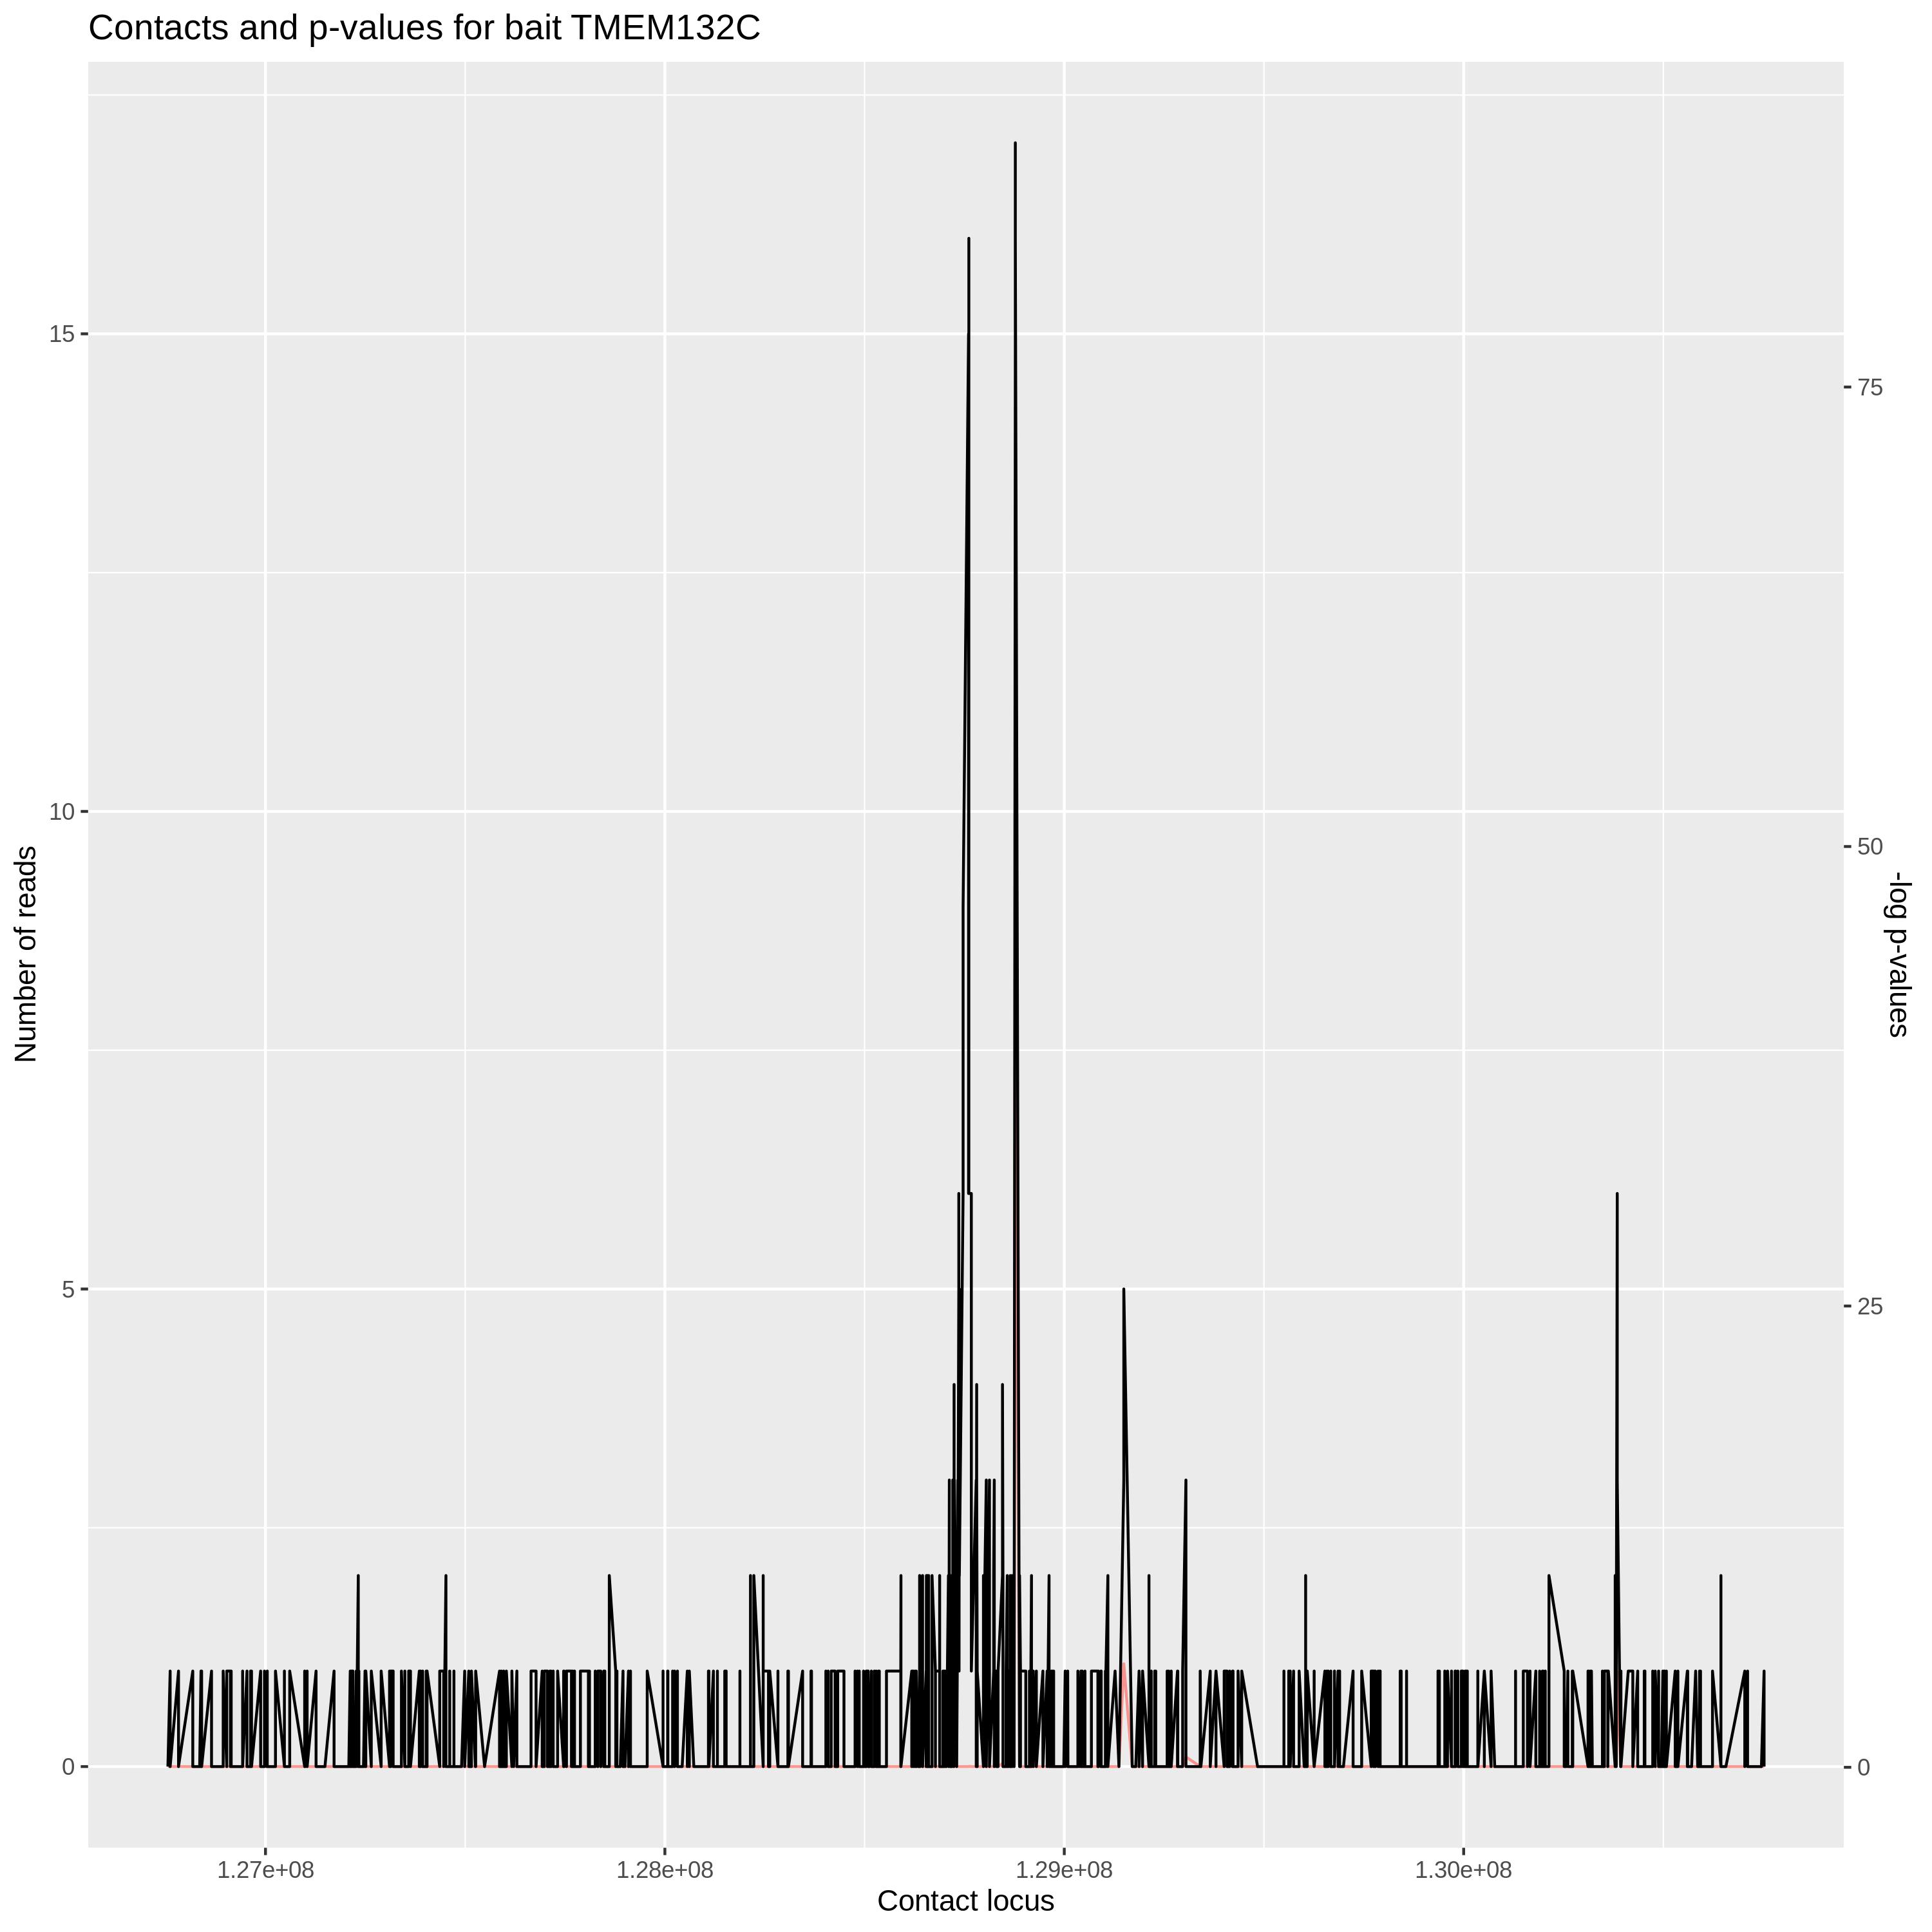 Contacts and p-values for bait TMEM132C
Number of reads
15
10
5
0
75
50
25
0
-log p-values
1.27e+08
1.28e+08
1.29e+08
1.30e+08
Contact locus